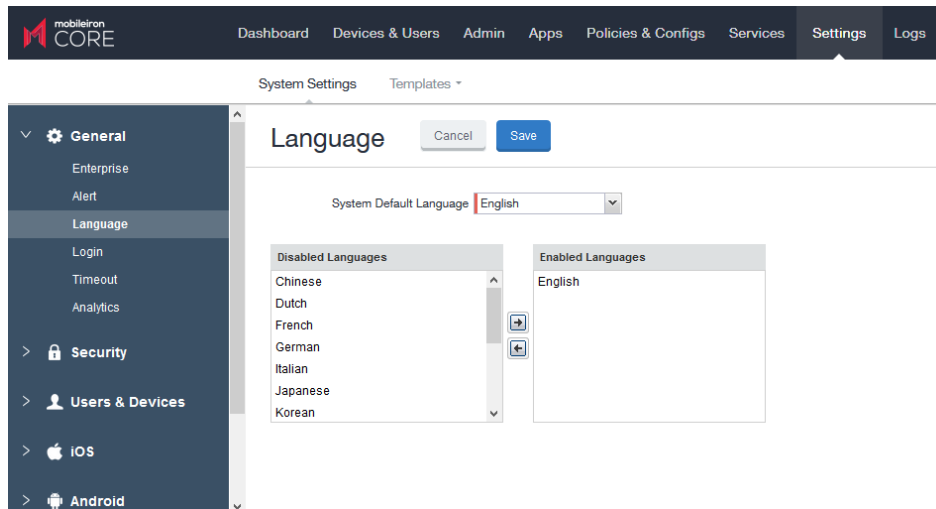 mobileiron
CORE
Dashboard Devices & Users Admin Apps Policies & Configs Services Settings Logs
System Settings Templates
General
Enterprise
Alert
Language
Login
Timeout
Analytics
Security
Users & Devices
iOS
Android
Language Cancel Save
System Default Language English
Disabled Languages
Chinese
Dutch
French
German
Italian
Japanese
Korean
Enabled Languages
English